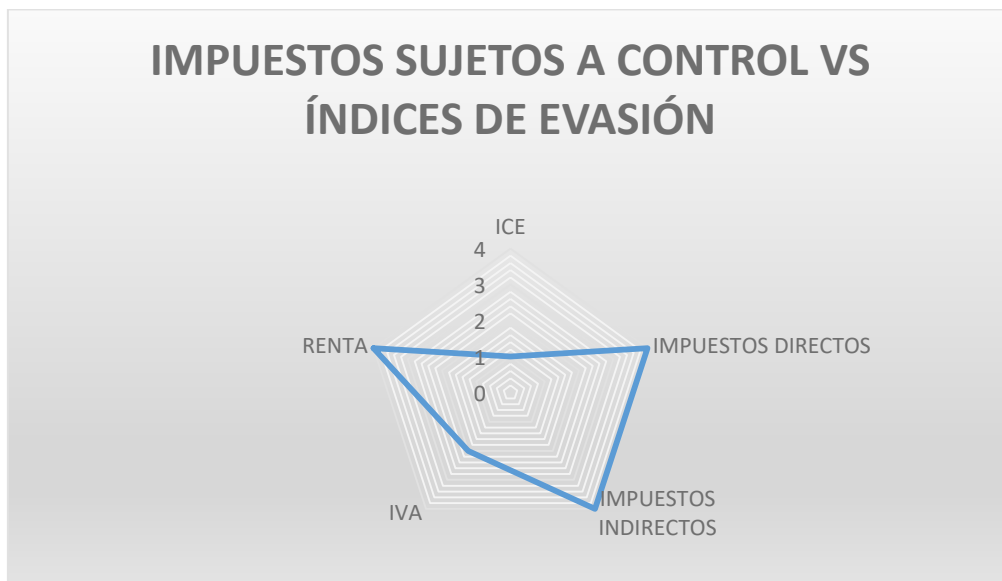 IMPUESTOS SUJETOS A CONTROL VS
ÍNDICES DE EVASIÓN
ICE
4
3
2
1
0
RENTA
IMPUESTOS DIRECTOS
IVA
IMPUESTOS
INDIRECTOS